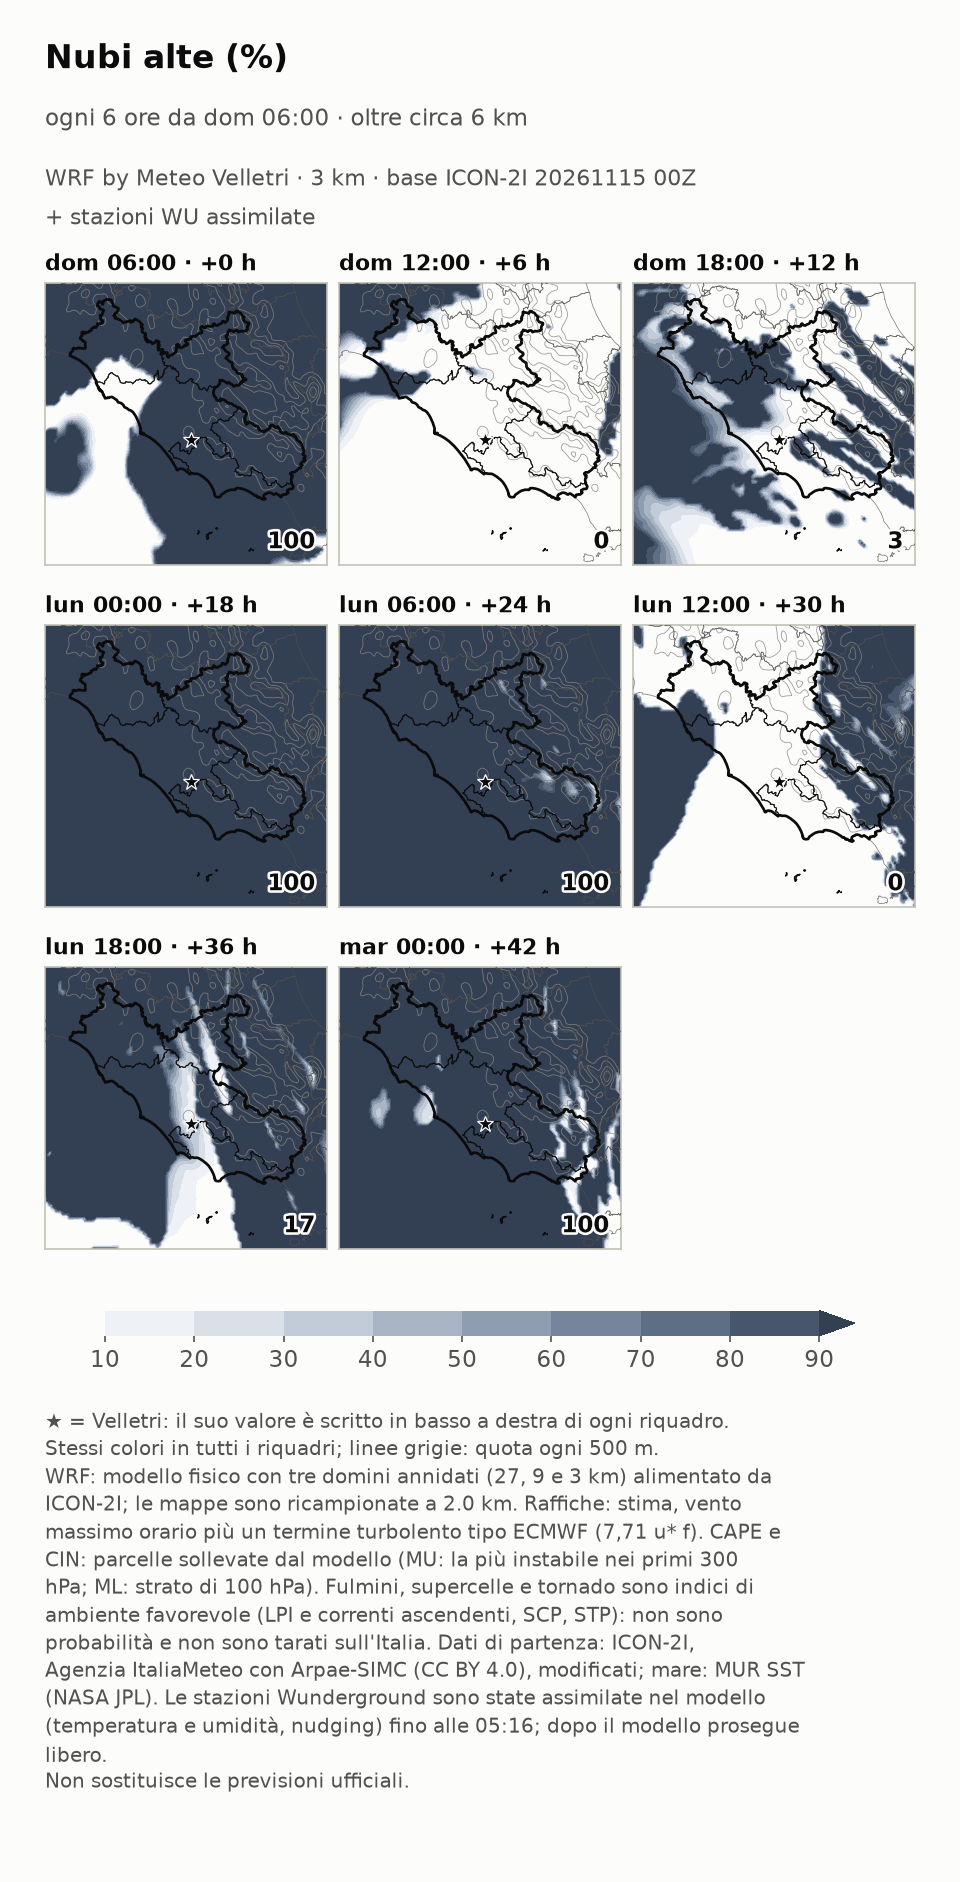 Nubi alte (%)
ogni 6 ore da dom 06:00 · oltre circa 6 km
WRF by Meteo Velletri · 3 km · base ICON-2I 20261115 00Z
+ stazioni WU assimilate
dom 06:00 · +0 h
dom 12:00 · +6 h
dom 18:00 · +12 h
100
0
3
lun 00:00 · +18 h
lun 06:00 · +24 h
lun 12:00 · +30 h
100
100
0
lun 18:00 · +36 h
mar 00:00 · +42 h
17
100
10 20 30 40 50 60 70 80 90
★ = Velletri: il suo valore è scritto in basso a destra di ogni riquadro.
Stessi colori in tutti i riquadri; linee grigie: quota ogni 500 m.
WRF: modello fisico con tre domini annidati (27, 9 e 3 km) alimentato da
ICON-2I; le mappe sono ricampionate a 2.0 km. Raffiche: stima, vento
massimo orario più un termine turbolento tipo ECMWF (7,71 u* f). CAPE e
CIN: parcelle sollevate dal modello (MU: la più instabile nei primi 300
hPa; ML: strato di 100 hPa). Fulmini, supercelle e tornado sono indici di
ambiente favorevole (LPI e correnti ascendenti, SCP, STP): non sono
probabilità e non sono tarati sull'Italia. Dati di partenza: ICON-2I,
Agenzia ItaliaMeteo con Arpae-SIMC (CC BY 4.0), modificati; mare: MUR SST
(NASA JPL). Le stazioni Wunderground sono state assimilate nel modello
(temperatura e umidità, nudging) fino alle 05:16; dopo il modello prosegue
libero.
Non sostituisce le previsioni ufficiali.